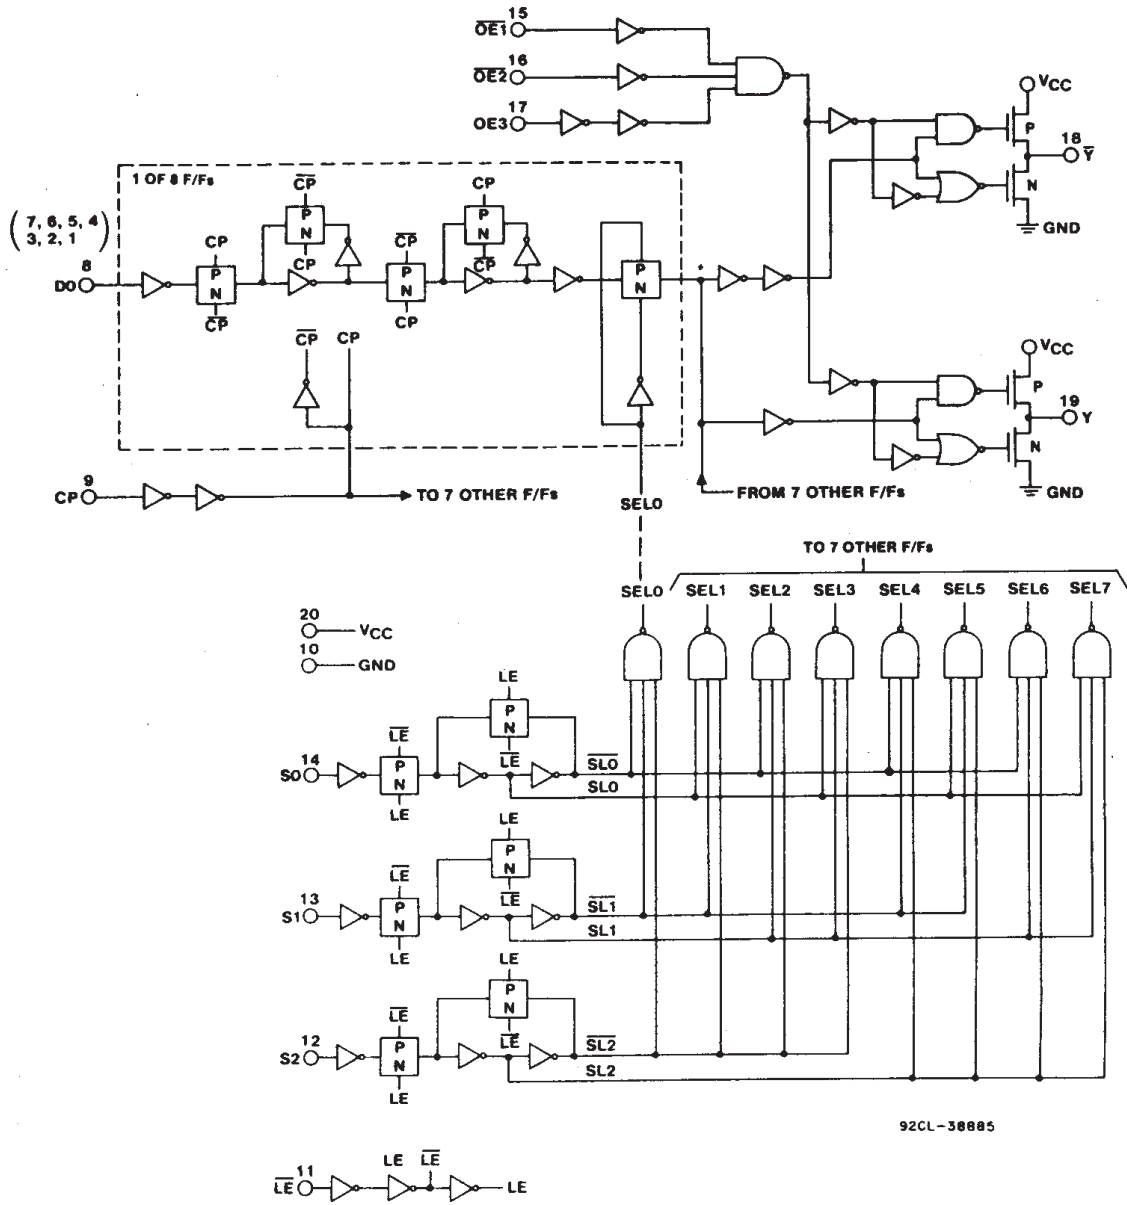 15
OE1
16
OE2
17
OE3
VCC
P
18
Y
N
GND
1 OF 8 F/Fs
(7, 6, 5, 4
3, 2, 1)
8
D0
CP
P
N
CP
CP
P
N
CP
CP
P
N
CP
CP
P
N
CP
P
N
CP CP
9
CP
TO 7 OTHER F/Fs
SEL0
FROM 7 OTHER F/Fs
VCC
P
19
Y
N
GND
TO 7 OTHER F/Fs
SEL0 SEL1 SEL2 SEL3 SEL4 SEL5 SEL6 SEL7
20
VCC
10
GND
LE
P
N
LE
14
S0
LE
P
N
LE
SL0
SL0
LE
P
N
LE
13
S1
LE
P
N
LE
SL1
SL1
LE
P
N
LE
12
S2
LE
P
N
LE
SL2
SL2
92CL-38885
11
LE
LE LE
LE